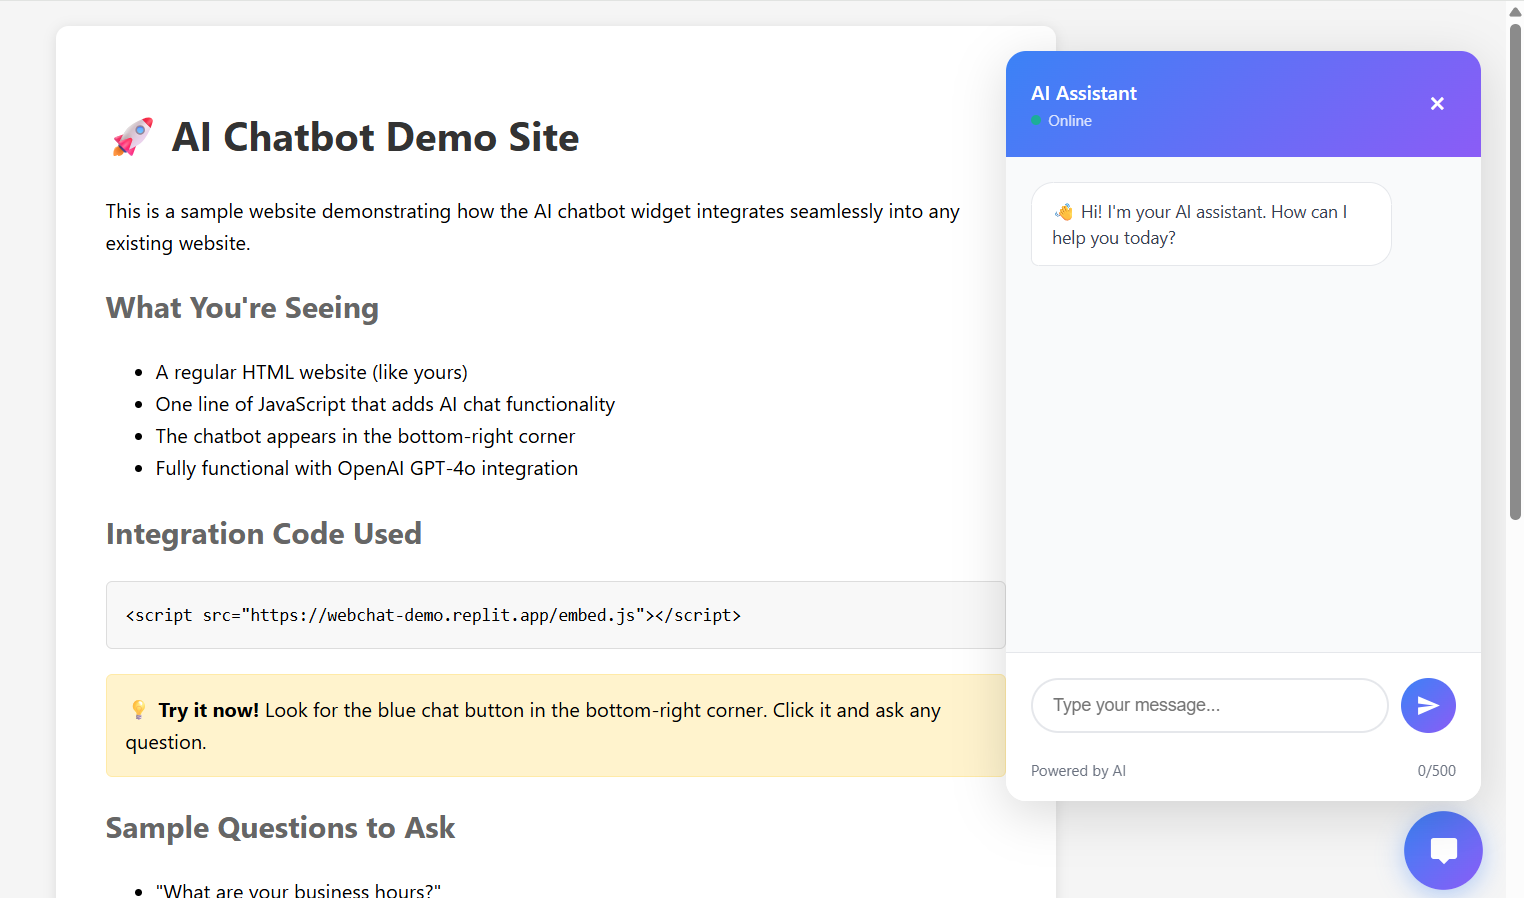 🚀 AI Chatbot Demo Site
This is a sample website demonstrating how the AI chatbot widget integrates seamlessly into any
existing website.
What You're Seeing
• A regular HTML website (like yours)
• One line of JavaScript that adds AI chat functionality
• The chatbot appears in the bottom-right corner
• Fully functional with OpenAI GPT-4o integration
Integration Code Used
<script src="https://webchat-demo.replit.app/embed.js"></script>
💡 Try it now! Look for the blue chat button in the bottom-right corner. Click it and ask any
question.
Sample Questions to Ask
• "What are your business hours?"
AI Assistant
Online
×
👋 Hi! I'm your AI assistant. How can I
help you today?
Type your message...
Powered by AI
0/500